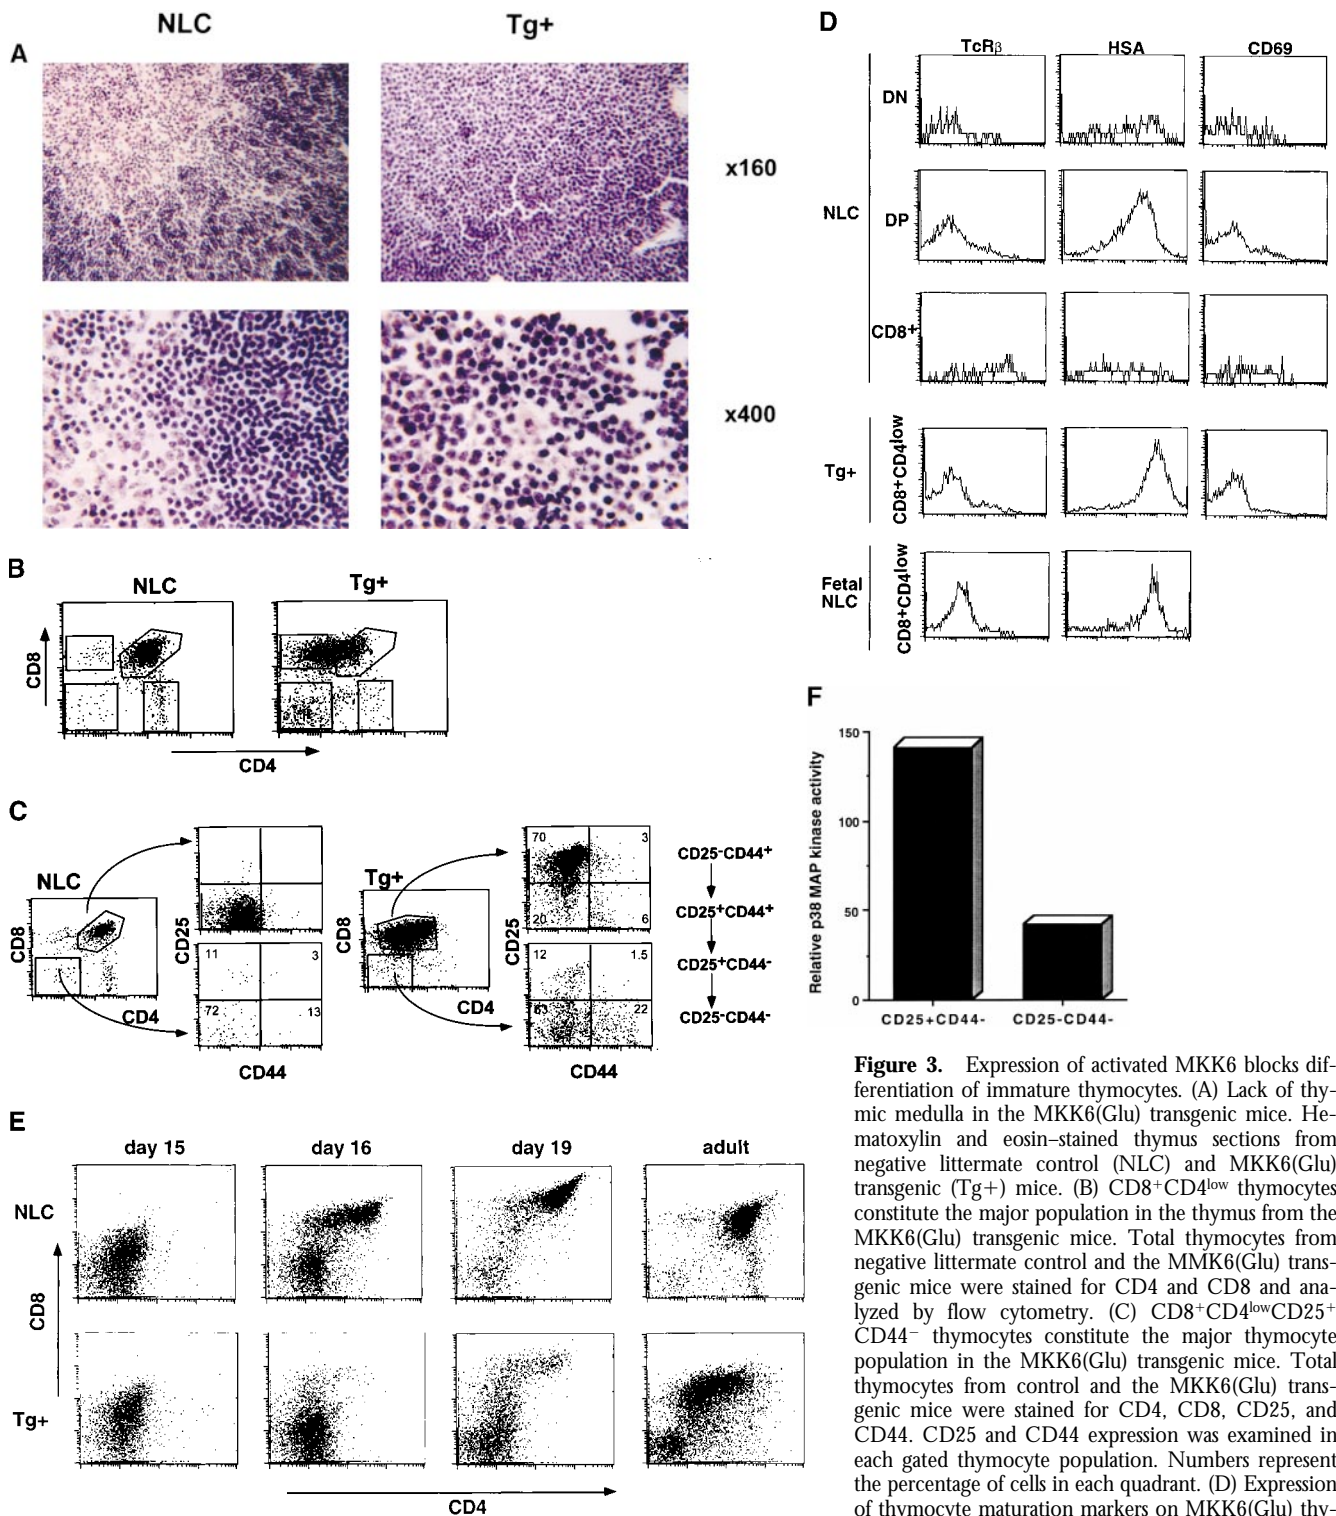 NLC
Tg+
A
x160
x400
B
NLC
Tg+
CD8
CD4
C
NLC
CD8
CD4
CD25
11
3
72
13
CD44
Tg+
CD8
CD4
CD25
70
3
20
6
12
1.5
63
22
CD44
CD25-CD44+
CD25+CD44+
CD25+CD44-
CD25-CD44-
D
TcRβ
HSA
CD69
NLC
DN
DP
CD8+
Tg+
CD8+CD4low
Fetal
NLC
CD8+CD4low
E
day 15
day 16
day 19
adult
NLC
Tg+
CD8
CD4
F
Relative p38 MAP kinase activity
150
100
50
0
CD25+CD44-
CD25-CD44-
Figure 3. Expression of activated MKK6 blocks dif-
ferentiation of immature thymocytes. (A) Lack of thy-
mic medulla in the MKK6(Glu) transgenic mice. He-
matoxylin and eosin–stained thymus sections from
negative littermate control (NLC) and MKK6(Glu)
transgenic (Tg+) mice. (B) CD8+CD4low thymocytes
constitute the major population in the thymus from the
MKK6(Glu) transgenic mice. Total thymocytes from
negative littermate control and the MMK6(Glu) trans-
genic mice were stained for CD4 and CD8 and ana-
lyzed by flow cytometry. (C) CD8+CD4lowCD25+
CD44− thymocytes constitute the major thymocyte
population in the MKK6(Glu) transgenic mice. Total
thymocytes from control and the MKK6(Glu) trans-
genic mice were stained for CD4, CD8, CD25, and
CD44. CD25 and CD44 expression was examined in
each gated thymocyte population. Numbers represent
the percentage of cells in each quadrant. (D) Expression
of thymocyte maturation markers on MKK6(Glu) thy-